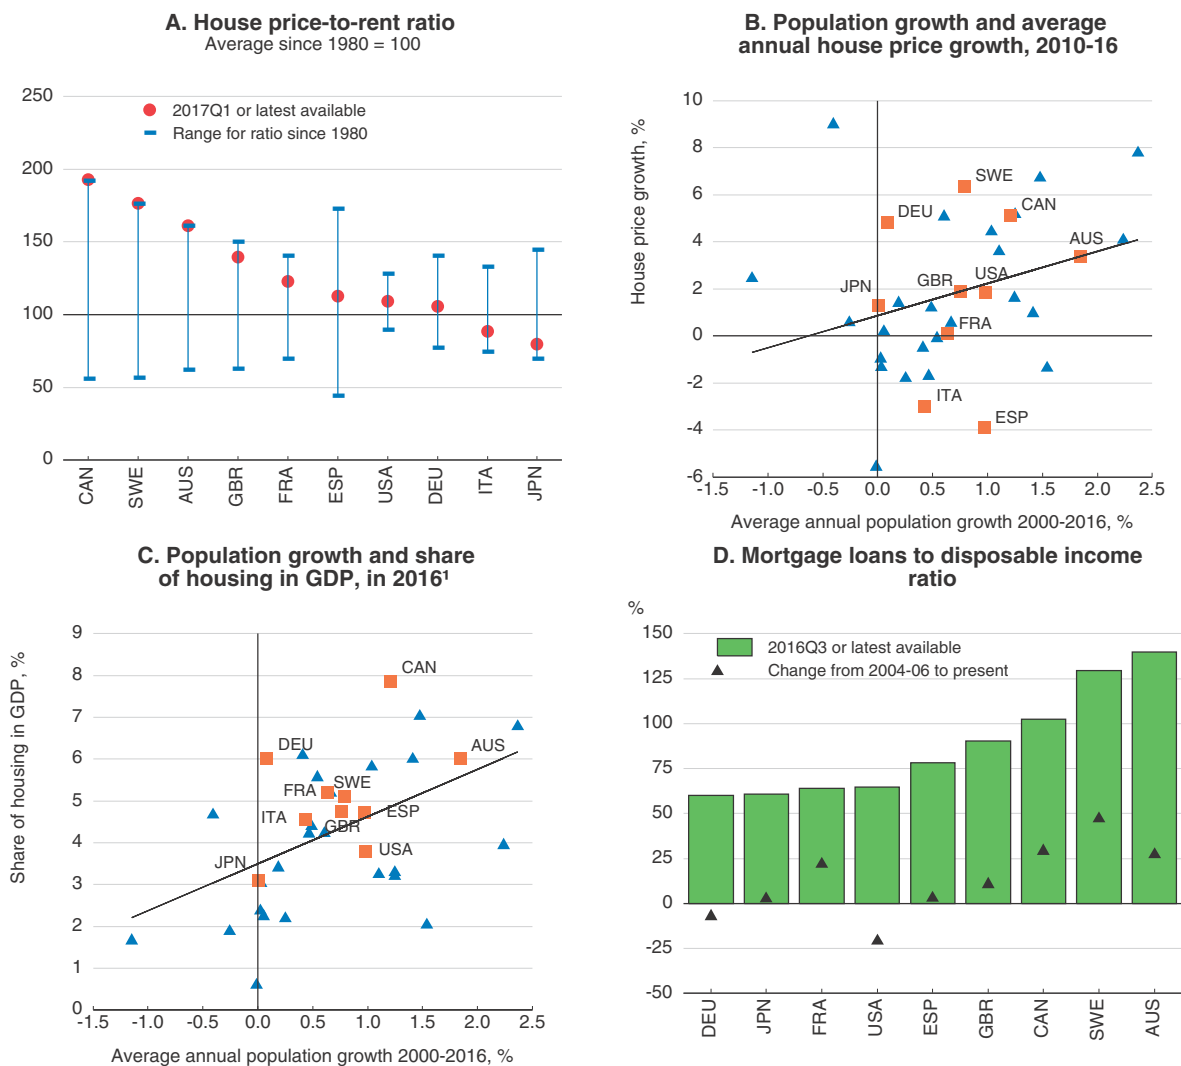 A. House price-to-rent ratio
Average since 1980 = 100
250
200
150
100
50
0
2017Q1 or latest available
Range for ratio since 1980
CAN
SWE
AUS
GBR
FRA
ESP
USA
DEU
ITA
JPN
B. Population growth and average
annual house price growth, 2010-16
House price growth, %
10
8
6
4
2
0
-2
-4
-6
SWE
DEU
CAN
AUS
JPN
GBR
USA
FRA
ITA
ESP
-1.5 -1.0 -0.5 0.0 0.5 1.0 1.5 2.0 2.5
Average annual population growth 2000-2016, %
C. Population growth and share
of housing in GDP, in 2016¹
Share of housing in GDP, %
9
8
7
6
5
4
3
2
1
0
CAN
DEU
AUS
FRA
SWE
ITA
GBR
ESP
JPN
USA
-1.5 -1.0 -0.5 0.0 0.5 1.0 1.5 2.0 2.5
Average annual population growth 2000-2016, %
D. Mortgage loans to disposable income
ratio
%
150
125
100
75
50
25
0
-25
-50
2016Q3 or latest available
Change from 2004-06 to present
DEU
JPN
FRA
USA
ESP
GBR
CAN
SWE
AUS